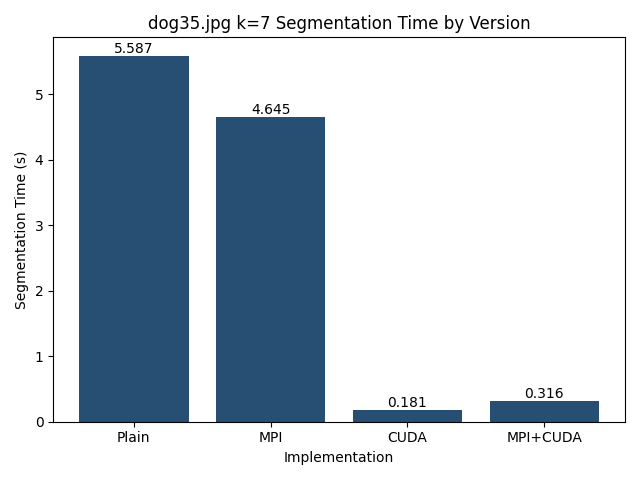 dog35.jpg k=7 Segmentation Time by Version
Segmentation Time (s)
5
4
3
2
1
0
5.587
4.645
0.181
0.316
Plain
MPI
CUDA
MPI+CUDA
Implementation